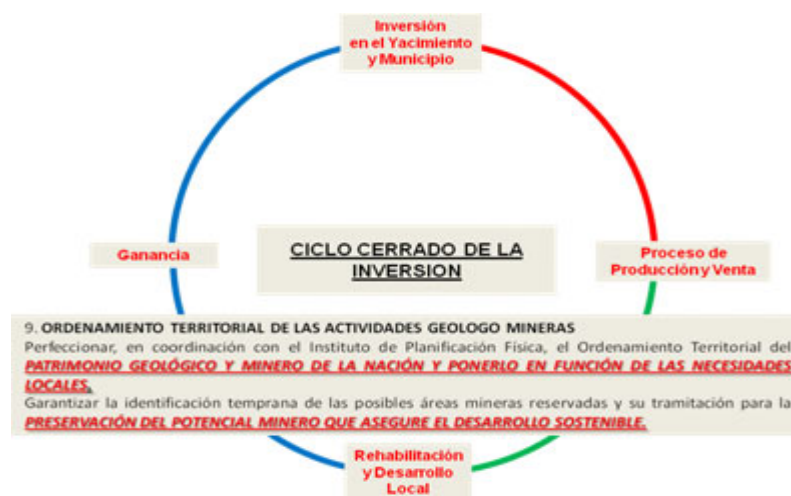 Inversión
en el Yacimiento
y Municipio
Ganancia
CICLO CERRADO DE LA
INVERSION
Proceso de
Producción y Venta
9. ORDENAMIENTO TERRITORIAL DE LAS ACTIVIDADES GEOLOGO MINERAS
Perfeccionar, en coordinación con el Instituto de Planificación Física, el Ordenamiento Territorial del
PATRIMONIO GEOLÓGICO Y MINERO DE LA NACIÓN Y PONERLO EN FUNCIÓN DE LAS NECESIDADES
LOCALES,
Garantizar la identificación temprana de las posibles áreas mineras reservadas y su tramitación para la
PRESERVACIÓN DEL POTENCIAL MINERO QUE ASEGURE EL DESARROLLO SOSTENIBLE.
Rehabilitación
y Desarrollo
Local